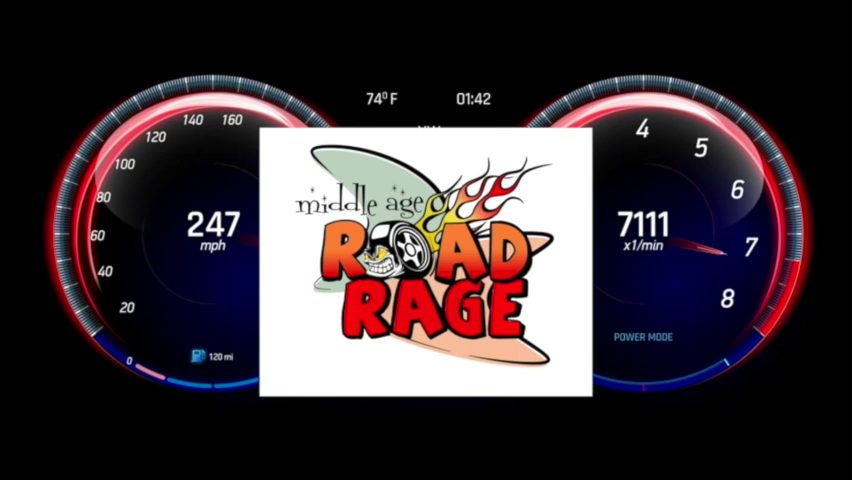 74⁰ F 01:42
140 160
120
100
80
60
40
20
0
247
mph
120 mi
middle age
ROAD
RAGE
4
5
6
7
8
7111
x1/min
POWER MODE